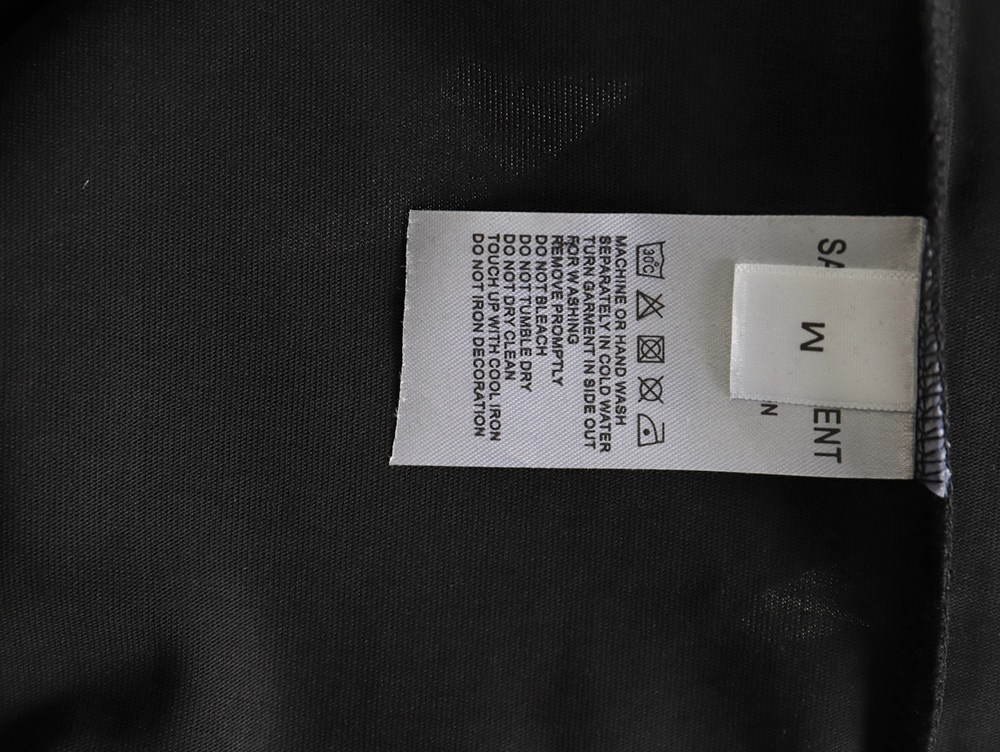 SA ENT
M
N
30°C
MACHINE OR HAND WASH
SEPARATELY IN COLD WATER
TURN GARMENT IN SIDE OUT
FOR WASHING
REMOVE PROMPTLY
DO NOT BLEACH
DO NOT TUMBLE DRY
DO NOT DRY CLEAN
TOUCH UP WITH COOL IRON
DO NOT IRON DECORATION